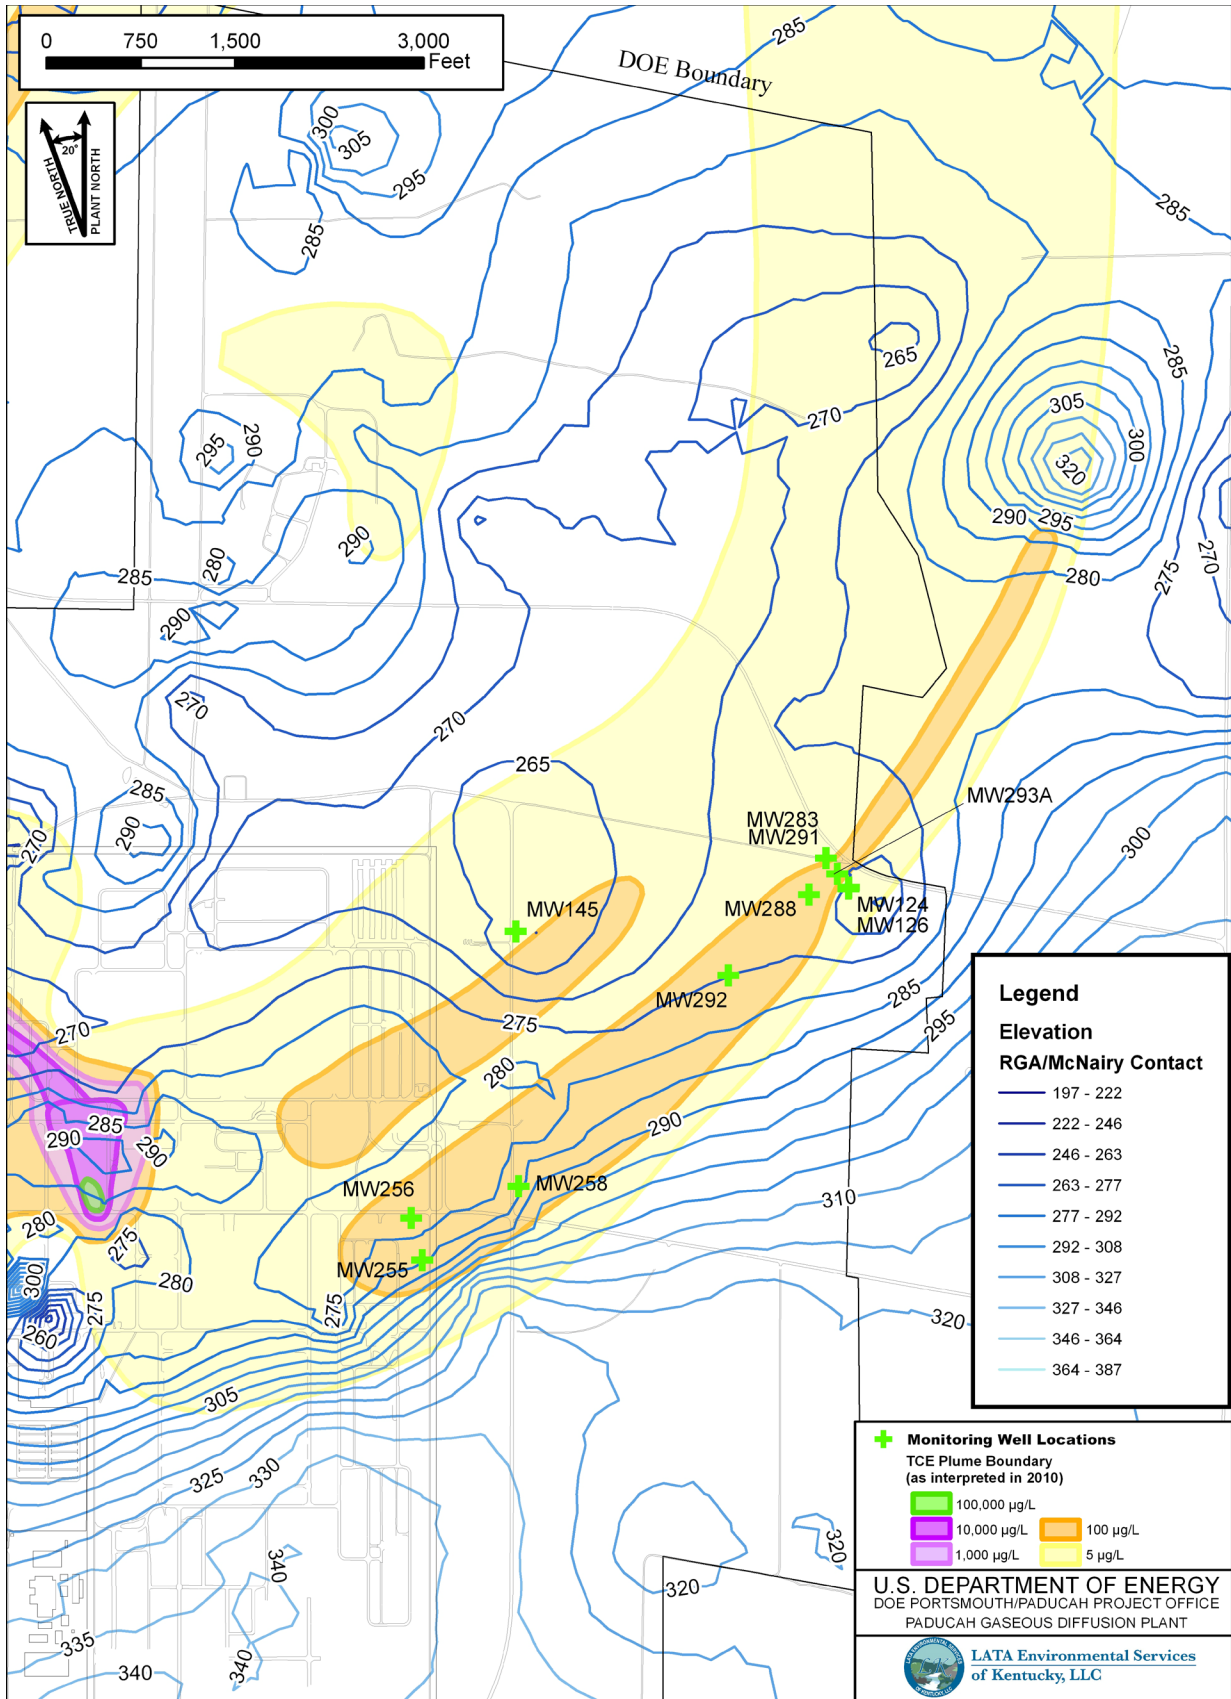 0 750 1,500 3,000
Feet
DOE Boundary
20°
TRUE NORTH
PLANT NORTH
285
300
305
295
285
285
265
270
285
305
300
320
290 295
280
275
270
295
290
290
280
285
290
270
270
265
285
290
270
MW293A
MW283
MW291
300
MW145
MW288
MW124
MW126
MW292
285
295
275
270
280
285
290
290
290
MW256
MW258
310
280
275
MW255
280
300
275
275
260
320
305
325
330
340
320
320
335
340
340
Legend
Elevation
RGA/McNairy Contact
197 - 222
222 - 246
246 - 263
263 - 277
277 - 292
292 - 308
308 - 327
327 - 346
346 - 364
364 - 387
Monitoring Well Locations
TCE Plume Boundary
(as interpreted in 2010)
100,000 µg/L
10,000 µg/L 100 µg/L
1,000 µg/L 5 µg/L
U.S. DEPARTMENT OF ENERGY
DOE PORTSMOUTH/PADUCAH PROJECT OFFICE
PADUCAH GASEOUS DIFFUSION PLANT
LATA Environmental Services
of Kentucky, LLC